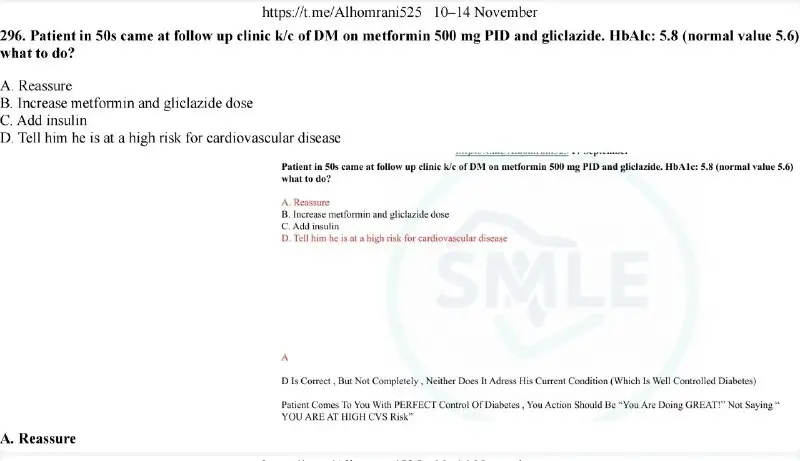 https://t.me/Alhomrani525 10–14 November
296. Patient in 50s came at follow up clinic k/c of DM on metformin 500 mg PID and gliclazide. HbAlc: 5.8 (normal value 5.6)
what to do?
A. Reassure
B. Increase metformin and gliclazide dose
C. Add insulin
D. Tell him he is at a high risk for cardiovascular disease
Patient in 50s came at follow up clinic k/c of DM on metformin 500 mg PID and gliclazide. HbA1c: 5.8 (normal value 5.6)
what to do?
A. Reassure
B. Increase metformin and gliclazide dose
C. Add insulin
D. Tell him he is at a high risk for cardiovascular disease
SMLE
A
D Is Correct , But Not Completely , Neither Does It Adress His Current Condition (Which Is Well Controlled Diabetes)
Patient Comes To You With PERFECT Control Of Diabetes , You Action Should Be “You Are Doing GREAT!” Not Saying “
YOU ARE AT HIGH CVS Risk”
A. Reassure